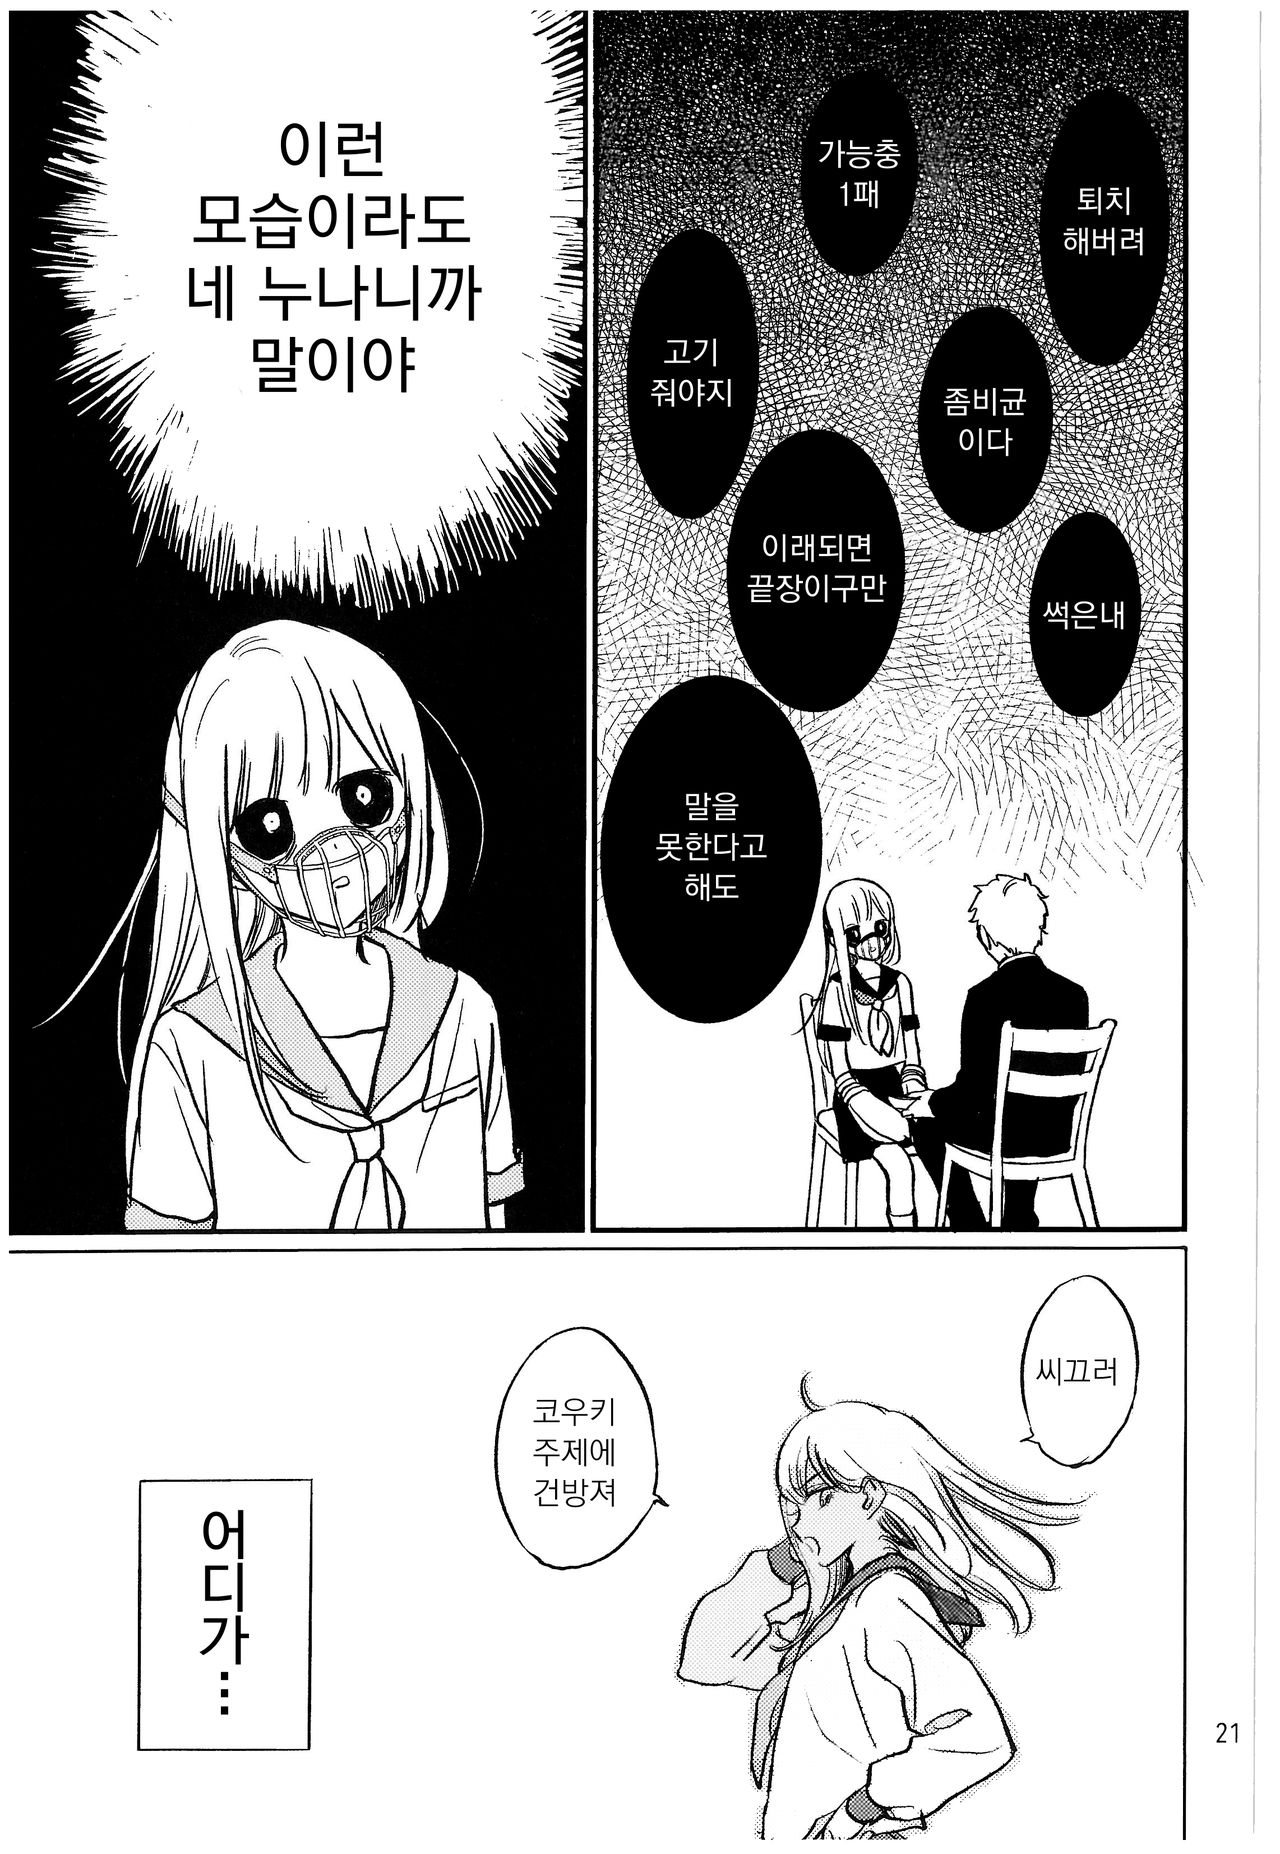 퇴치
해버려
가능충
1패
좀비균
이다
고기
줘야지
썩은내
이래되면
끝장이구만
말을
못한다고
해도
이런
모습이라도
네 누나니까
말이야
씨끄러
코우키
주제에
건방져
어디가…
21